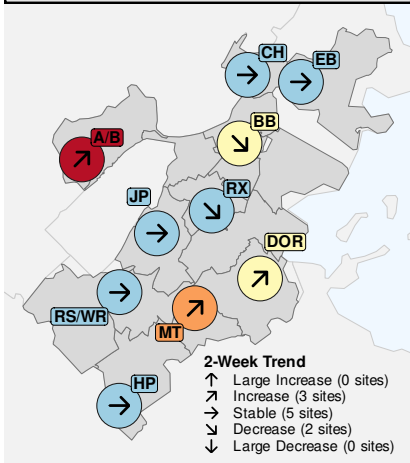 CH
EB
BB
A/B
JP
RX
DOR
RS/WR
MT
HP
2-Week Trend
↑ Large Increase (0 sites)
↗ Increase (3 sites)
→ Stable (5 sites)
↘ Decrease (2 sites)
↓ Large Decrease (0 sites)